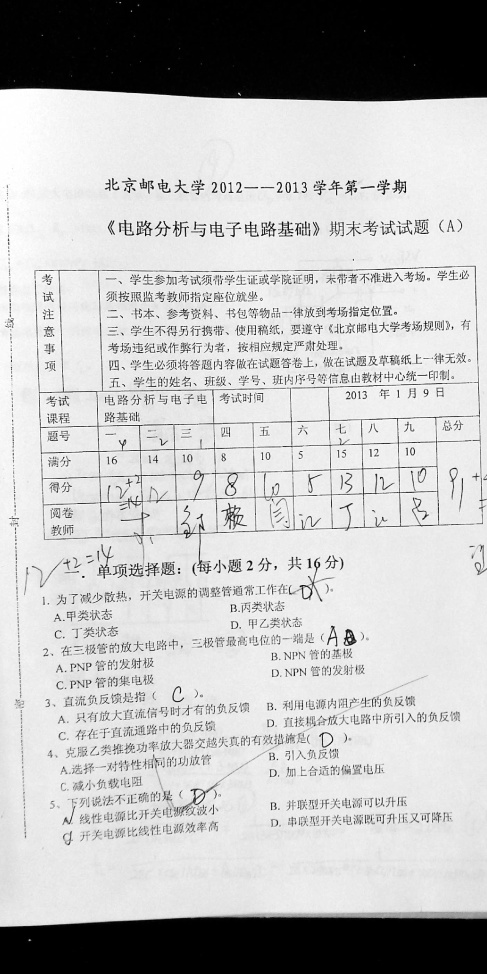 北京邮电大学 2012——2013 学年第一学期
《电路分析与电子电路基础》期末考试试题（A）
考试注意事项
一、学生参加考试须带学生证或学院证明，未带者不准进入考场。学生必
须按照监考教师指定座位就坐。
二、书本、参考资料、书包等物品一律放到考场指定位置。
三、学生不得另行携带、使用稿纸，要遵守《北京邮电大学考场规则》，有
考场违纪或作弊行为者，按相应规定严肃处理。
四、学生必须将答题内容做在试题答卷上，做在试题及草稿纸上一律无效。
五、学生的姓名、班级、学号、班内序号等信息由教材中心统一印制。
考试课程 电路分析与电子电路基础 考试时间 2013 年 1 月 9 日
题号 一 二 三 四 五 六 七 八 九 总分
4 2 1 2
满分 16 14 10 8 10 5 15 12 10
得分 12+2=14 12 9 8 10 5 13 12 10 91+
阅卷教师
12+2=14
一. 单项选择题：(每小题 2 分，共 16 分)
1. 为了减少散热，开关电源的调整管通常工作在( D )。
A.甲类状态 B.丙类状态
C. 丁类状态 D. 甲乙类状态
2、在三极管的放大电路中，三极管最高电位的一端是（ A ）。
A. PNP 管的发射极 B. NPN 管的基极
C. PNP 管的集电极 D. NPN 管的发射极
3、直流负反馈是指（ C ）。
A. 只有放大直流信号时才有的负反馈 B. 利用电源内阻产生的负反馈
C. 存在于直流通路中的负反馈 D. 直接耦合放大电路中所引入的负反馈
4、克服乙类推挽功率放大器交越失真的有效措施是( D )。
A.选择一对特性相同的功放管 B. 引入负反馈
C. 减小负载电阻 D. 加上合适的偏置电压
5、下列说法不正确的是（ D ）。
线性电源比开关电源纹波小 B. 并联型开关电源可以升压
开关电源比线性电源效率高 D. 串联型开关电源既可升压又可降压